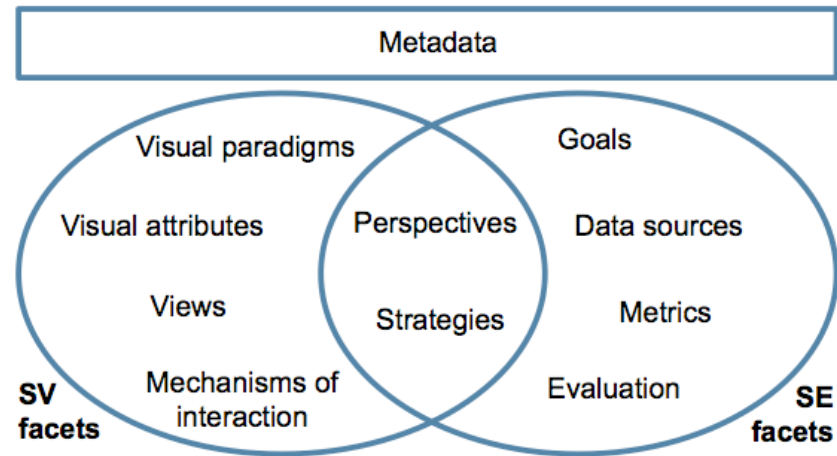 Metadata
Visual paradigms
Visual attributes
Views
Mechanisms of
interaction
SV
facets
Perspectives
Strategies
Goals
Data sources
Metrics
Evaluation
SE
facets